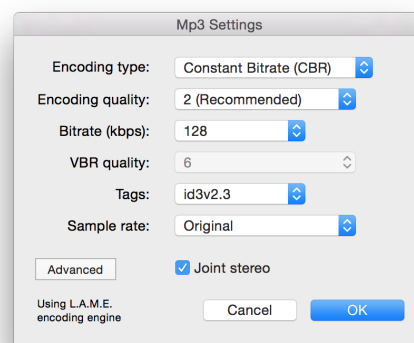 Mp3 Settings
Encoding type: Constant Bitrate (CBR)
Encoding quality: 2 (Recommended)
Bitrate (kbps): 128
VBR quality: 6
Tags: id3v2.3
Sample rate: Original
Advanced Joint stereo
Using L.A.M.E.
encoding engine
Cancel OK